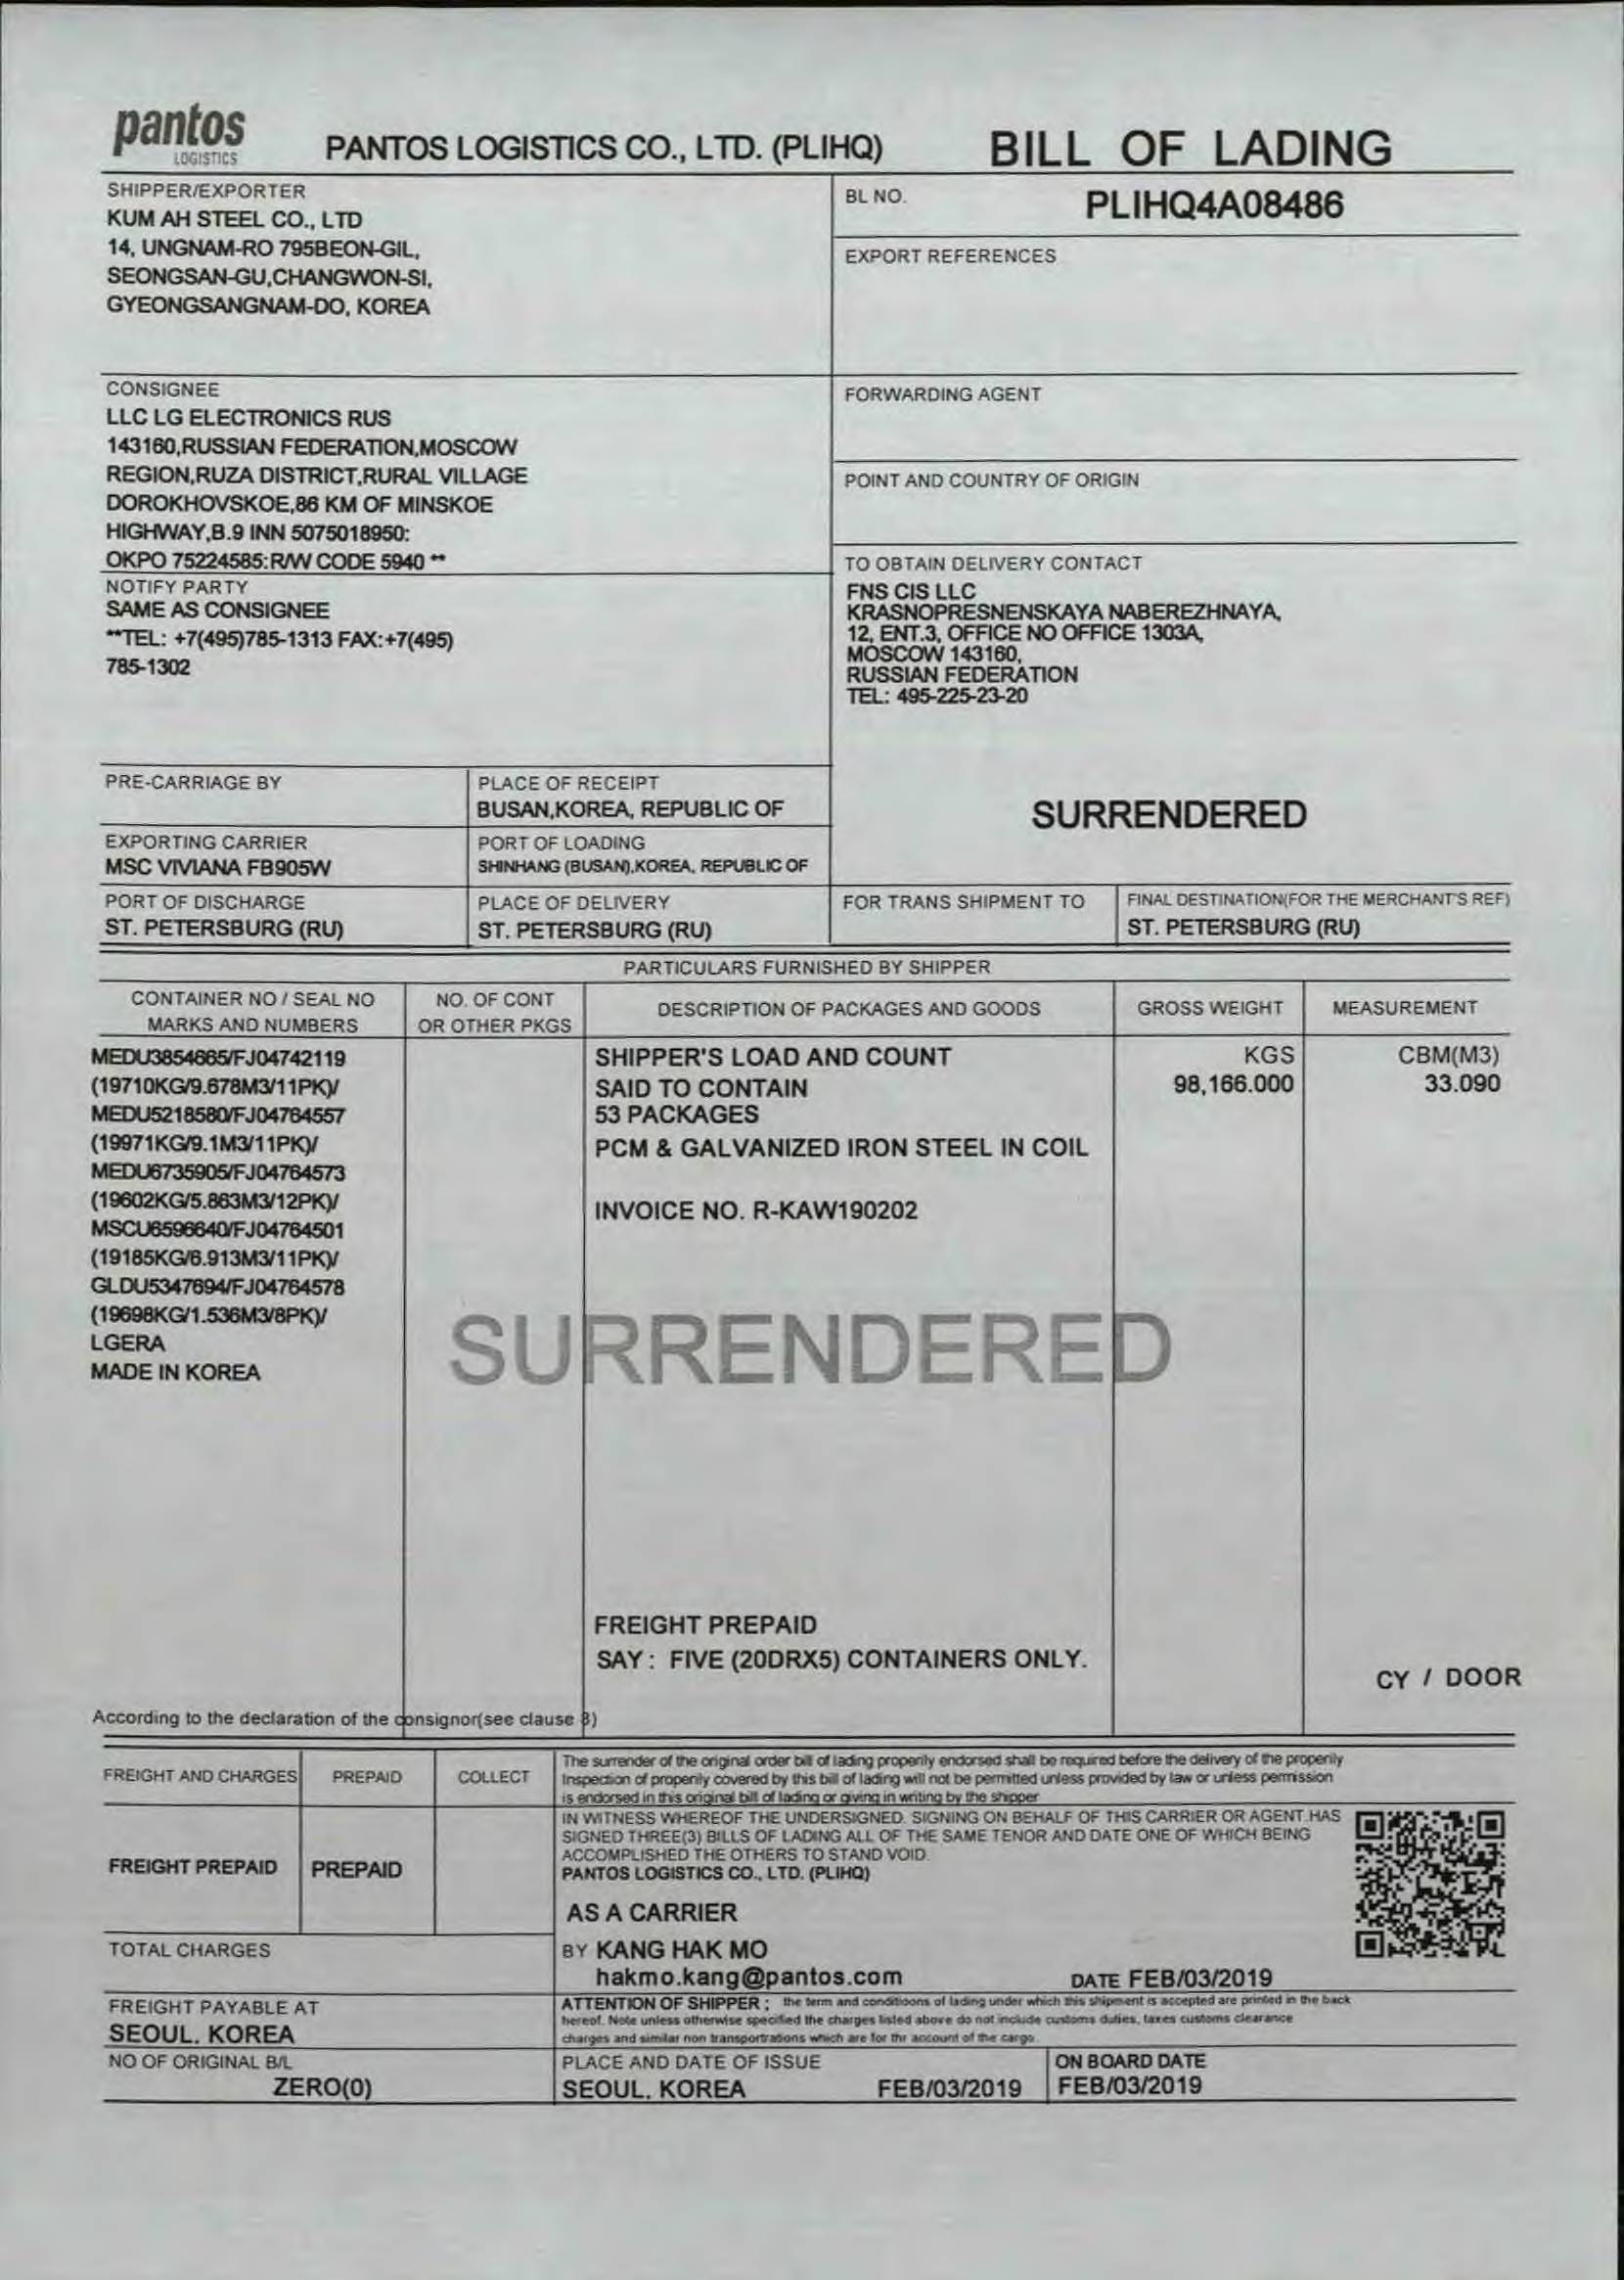 pantos
LOGISTICS
PANTOS LOGISTICS CO., LTD. (PLIHQ)
BILL OF LADING
SHIPPER/EXPORTER
KUM AH STEEL CO., LTD
14, UNGNAM-RO 795BEON-GIL,
SEONGSAN-GU,CHANGWON-SI,
GYEONGSANGNAM-DO, KOREA
BL NO.
PLIHQ4A08486
EXPORT REFERENCES
CONSIGNEE
LLC LG ELECTRONICS RUS
143160,RUSSIAN FEDERATION,MOSCOW
REGION,RUZA DISTRICT,RURAL VILLAGE
DOROKHOVSKOE,86 KM OF MINSKOE
HIGHWAY,B.9 INN 5075018950:
OKPO 75224585:R/W CODE 5940 **
FORWARDING AGENT
POINT AND COUNTRY OF ORIGIN
NOTIFY PARTY
SAME AS CONSIGNEE
**TEL: +7(495)785-1313 FAX:+7(495)
785-1302
TO OBTAIN DELIVERY CONTACT
FNS CIS LLC
KRASNOPRESNENSKAYA NABEREZHNAYA,
12, ENT.3, OFFICE NO OFFICE 1303A,
MOSCOW 143160,
RUSSIAN FEDERATION
TEL: 495-225-23-20
PRE-CARRIAGE BY
PLACE OF RECEIPT
BUSAN,KOREA, REPUBLIC OF
SURRENDERED
EXPORTING CARRIER
MSC VIVIANA FB905W
PORT OF LOADING
SHINHANG (BUSAN),KOREA, REPUBLIC OF
PORT OF DISCHARGE
ST. PETERSBURG (RU)
PLACE OF DELIVERY
ST. PETERSBURG (RU)
FOR TRANS SHIPMENT TO
FINAL DESTINATION(FOR THE MERCHANT'S REF)
ST. PETERSBURG (RU)
PARTICULARS FURNISHED BY SHIPPER
CONTAINER NO / SEAL NO
MARKS AND NUMBERS
NO. OF CONT
OR OTHER PKGS
DESCRIPTION OF PACKAGES AND GOODS
GROSS WEIGHT
MEASUREMENT
MEDU3854665/FJ04742119
(19710KG/9.678M3/11PK)/
MEDU5218580/FJ04764557
(19971KG/9.1M3/11PK)/
MEDU6735905/FJ04764573
(19602KG/5.863M3/12PK)/
MSCU6596640/FJ04764501
(19185KG/6.913M3/11PK)/
GLDU5347694/FJ04764578
(19698KG/1.536M3/8PK)/
LGERA
MADE IN KOREA
SHIPPER'S LOAD AND COUNT
SAID TO CONTAIN
53 PACKAGES
PCM & GALVANIZED IRON STEEL IN COIL
INVOICE NO. R-KAW190202
KGS
98,166.000
CBM(M3)
33.090
SURRENDERED
FREIGHT PREPAID
SAY : FIVE (20DRX5) CONTAINERS ONLY.
CY / DOOR
According to the declaration of the consignor(see clause 8)
FREIGHT AND CHARGES
PREPAID
COLLECT
The surrender of the original order bill of lading properly endorsed shall be required before the delivery of the properly
Inspection of properly covered by this bill of lading will not be permitted unless provided by law or unless permission
is endorsed in this original bill of lading or giving in writing by the shipper
FREIGHT PREPAID
PREPAID
IN WITNESS WHEREOF THE UNDERSIGNED. SIGNING ON BEHALF OF THIS CARRIER OR AGENT.HAS
SIGNED THREE(3) BILLS OF LADING ALL OF THE SAME TENOR AND DATE ONE OF WHICH BEING
ACCOMPLISHED THE OTHERS TO STAND VOID.
PANTOS LOGISTICS CO., LTD. (PLIHQ)
AS A CARRIER
TOTAL CHARGES
BY KANG HAK MO
hakmo.kang@pantos.com
DATE FEB/03/2019
FREIGHT PAYABLE AT
SEOUL. KOREA
ATTENTION OF SHIPPER : the term and conditioons of lading under which this shipment is accepted are printed in the back
hereof. Note unless otherwise specified the charges listed above do not include customs duties, taxes customs clearance
charges and similar non transportrations which are for thr account of the cargo
NO OF ORIGINAL B/L
ZERO(0)
PLACE AND DATE OF ISSUE
SEOUL. KOREA
FEB/03/2019
ON BOARD DATE
FEB/03/2019